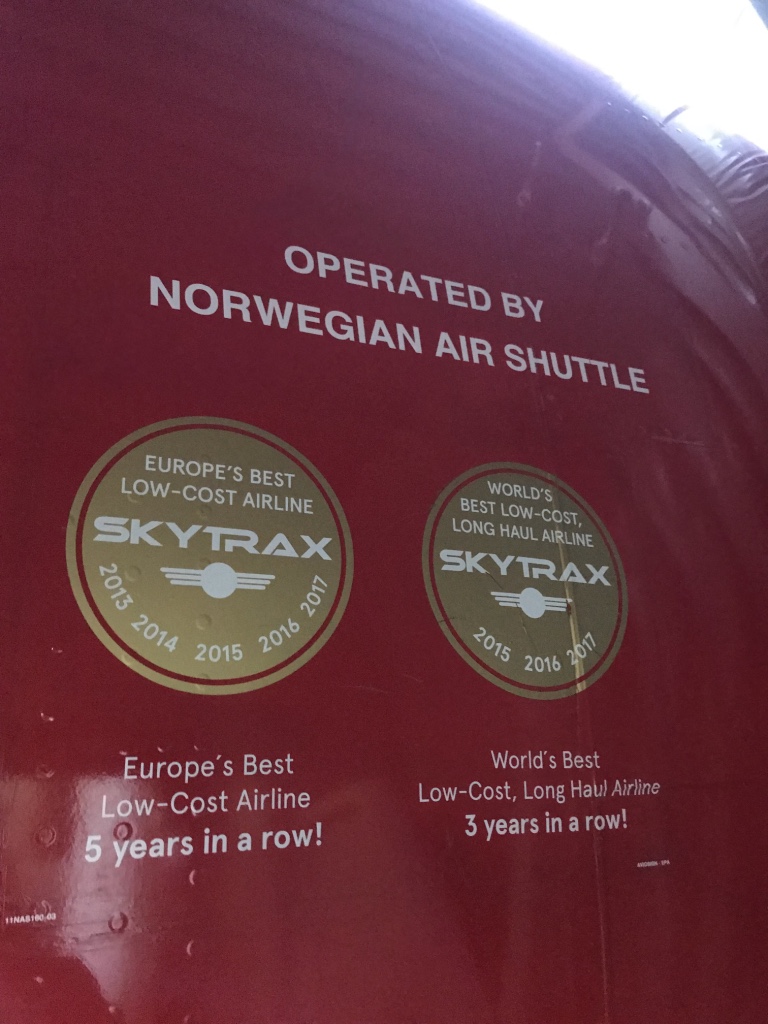 OPERATED BY
NORWEGIAN AIR SHUTTLE
EUROPE'S BEST
LOW-COST AIRLINE
SKYTRAX
2013 2014 2015 2016 2017
WORLD'S
BEST LOW-COST,
LONG HAUL AIRLINE
SKYTRAX
2015 2016 2017
Europe's Best
Low-Cost Airline
5 years in a row!
World's Best
Low-Cost, Long Haul Airline
3 years in a row!
11NAS160-03